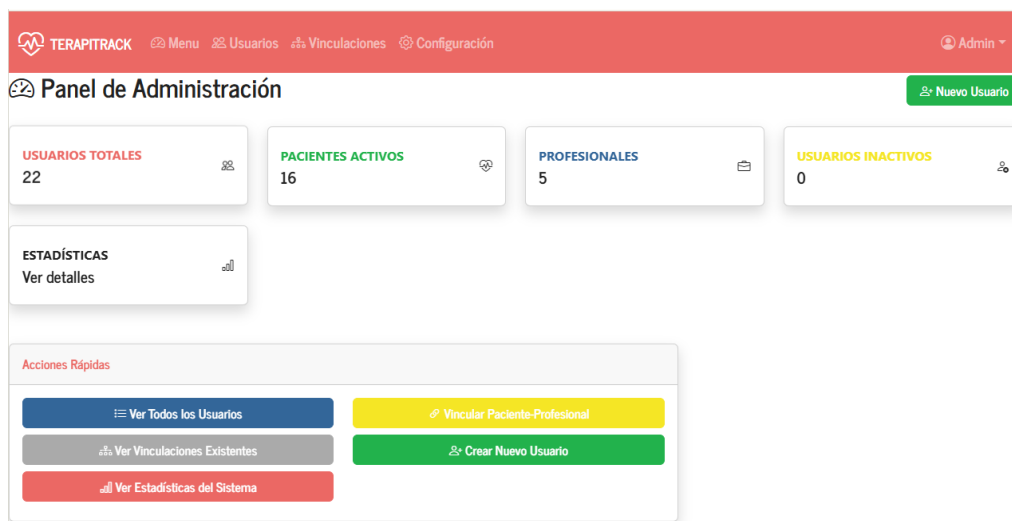 TERAPITRACK Menu Usuarios Vinculaciones Configuración Admin
Panel de Administración
Nuevo Usuario
USUARIOS TOTALES
22
PACIENTES ACTIVOS
16
PROFESIONALES
5
USUARIOS INACTIVOS
0
ESTADÍSTICAS
Ver detalles
Acciones Rápidas
Ver Todos los Usuarios
Vincular Paciente-Profesional
Ver Vinculaciones Existentes
Crear Nuevo Usuario
Ver Estadísticas del Sistema